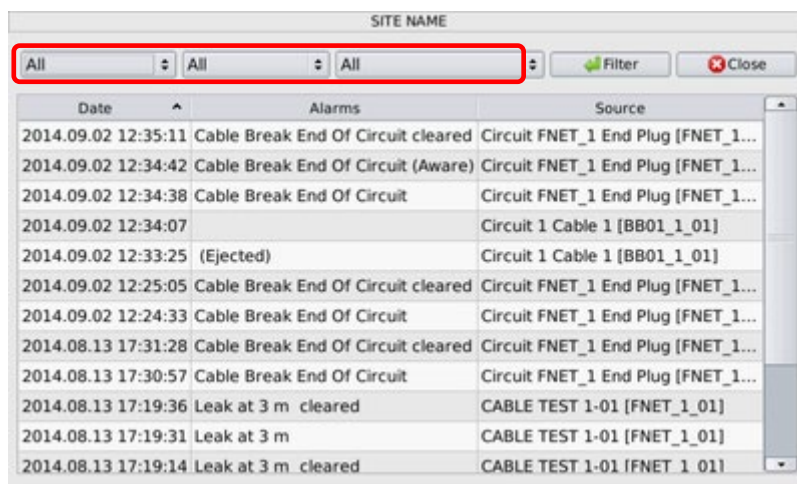 SITE NAME
All All All Filter Close
Date Alarms Source
2014.09.02 12:35:11 Cable Break End Of Circuit cleared Circuit FNET_1 End Plug [FNET_1...
2014.09.02 12:34:42 Cable Break End Of Circuit (Aware) Circuit FNET_1 End Plug [FNET_1...
2014.09.02 12:34:38 Cable Break End Of Circuit Circuit FNET_1 End Plug [FNET_1...
2014.09.02 12:34:07 Circuit 1 Cable 1 [BB01_1_01]
2014.09.02 12:33:25 (Ejected) Circuit 1 Cable 1 [BB01_1_01]
2014.09.02 12:25:05 Cable Break End Of Circuit cleared Circuit FNET_1 End Plug [FNET_1...
2014.09.02 12:24:33 Cable Break End Of Circuit Circuit FNET_1 End Plug [FNET_1...
2014.08.13 17:31:28 Cable Break End Of Circuit cleared Circuit FNET_1 End Plug [FNET_1...
2014.08.13 17:30:57 Cable Break End Of Circuit Circuit FNET_1 End Plug [FNET_1...
2014.08.13 17:19:36 Leak at 3 m cleared CABLE TEST 1-01 [FNET_1_01]
2014.08.13 17:19:31 Leak at 3 m CABLE TEST 1-01 [FNET_1_01]
2014.08.13 17:19:14 Leak at 3 m cleared CABLE TEST 1-01 [FNET_1_01]